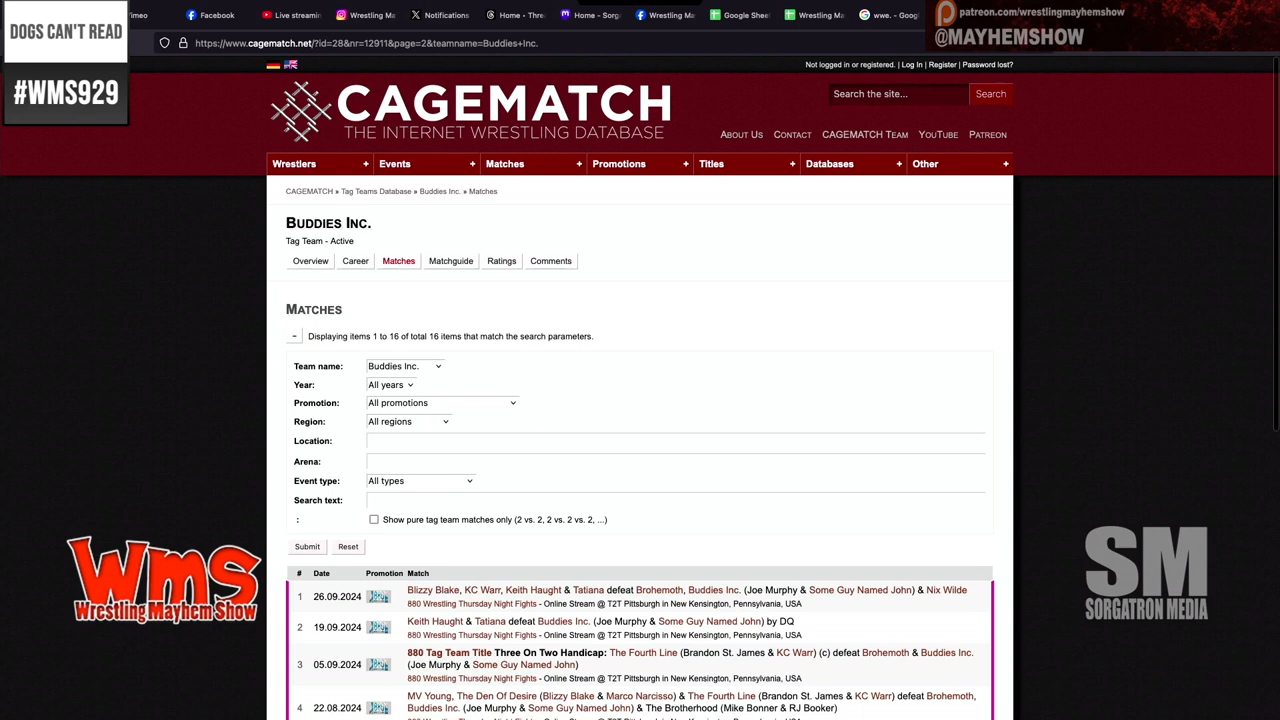 DOGS CAN'T READ
#WMS929
imeo
Facebook
Live streami
Wrestling Ma
Notifications
Home - Thre
Home - Sorg
Wrestling Ma
Wrestling Ma
wwe. - Googl
patreon.com/wrestlingmayhemshow
@MAYHEMSHOW
https://www.cagematch.net/?id=28&nr=12911&page=2&teamname=Buddies+Inc.
Not logged in or registered. | Log In | Register | Password lost?
CAGEMATCH
THE INTERNET WRESTLING DATABASE
Search the site...
Search
About Us
Contact
CAGEMATCH Team
YouTube
Patreon
Wrestlers +
Events +
Matches +
Promotions +
Titles +
Databases +
Other +
CAGEMATCH » Tag Teams Database » Buddies Inc. » Matches
Buddies Inc.
Tag Team - Active
Overview
Career
Matches
Matchguide
Ratings
Comments
Matches
– Displaying items 1 to 16 of total 16 items that match the search parameters.
Team name: Buddies Inc.
Year: All years
Promotion: All promotions
Region: All regions
Location:
Arena:
Event type: All types
Search text:
: Show pure tag team matches only (2 vs. 2, 2 vs. 2 vs. 2, ...)
Submit
Reset
# Date Promotion Match
1 26.09.2024 Blizzy Blake, KC Warr, Keith Haught & Tatiana defeat Brohemoth, Buddies Inc. (Joe Murphy & Some Guy Named John) & Nix Wilde
880 Wrestling Thursday Night Fights - Online Stream @ T2T Pittsburgh in New Kensington, Pennsylvania, USA
2 19.09.2024 Keith Haught & Tatiana defeat Buddies Inc. (Joe Murphy & Some Guy Named John) by DQ
880 Wrestling Thursday Night Fights - Online Stream @ T2T Pittsburgh in New Kensington, Pennsylvania, USA
3 05.09.2024 880 Tag Team Title Three On Two Handicap: The Fourth Line (Brandon St. James & KC Warr) (c) defeat Brohemoth & Buddies Inc.
(Joe Murphy & Some Guy Named John)
880 Wrestling Thursday Night Fights - Online Stream @ T2T Pittsburgh in New Kensington, Pennsylvania, USA
4 22.08.2024 MV Young, The Den Of Desire (Blizzy Blake & Marco Narcisso) & The Fourth Line (Brandon St. James & KC Warr) defeat Brohemoth,
Buddies Inc. (Joe Murphy & Some Guy Named John) & The Brotherhood (Mike Bonner & RJ Booker)
WMS
Wrestling Mayhem Show
SM
SORGATRON MEDIA